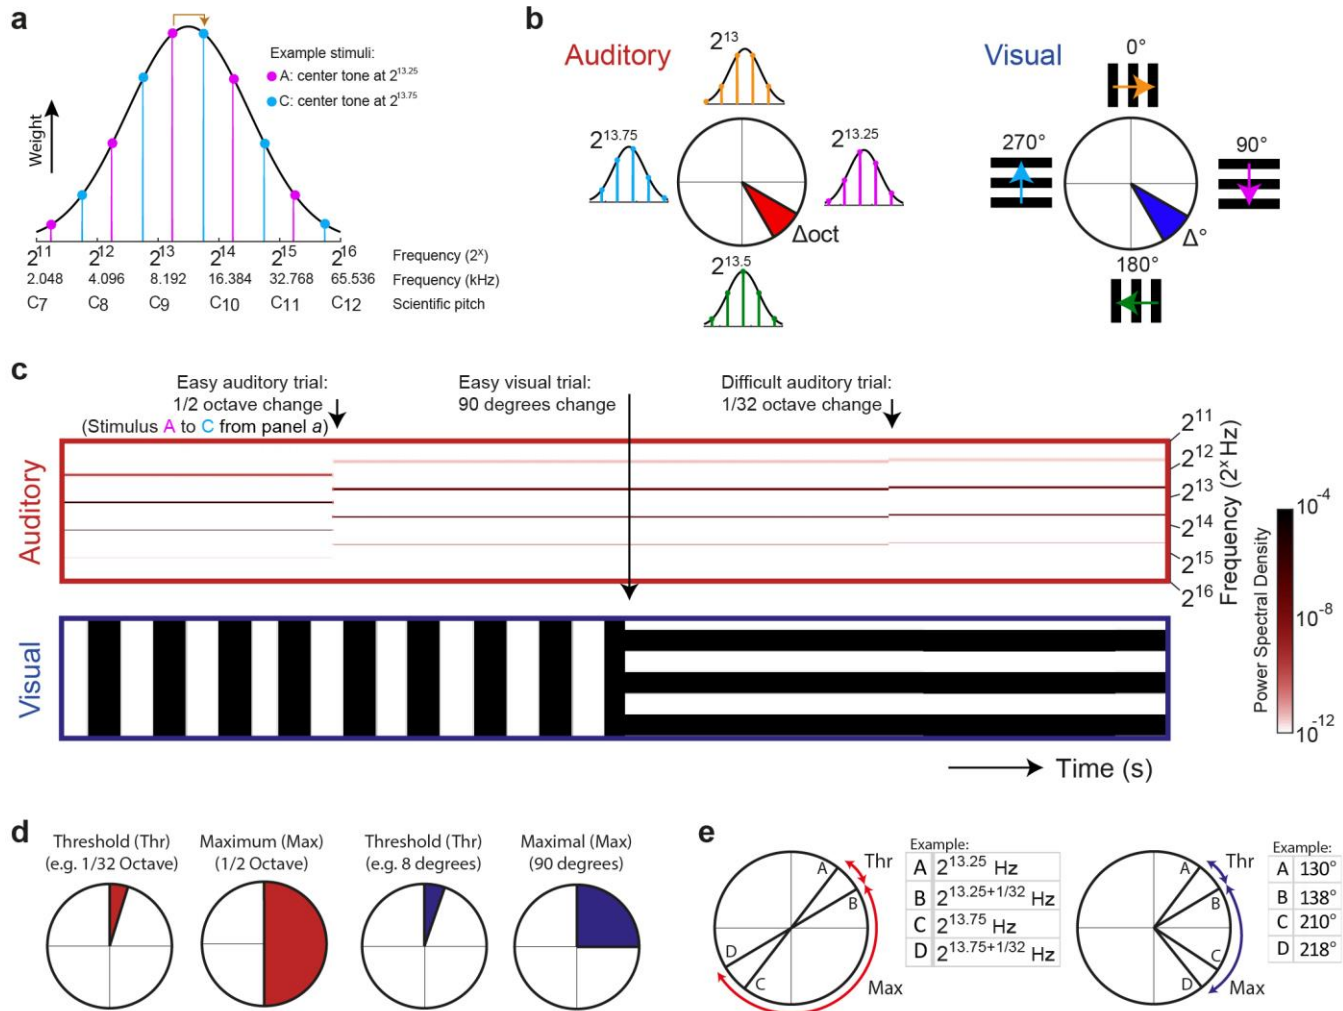 a
Example stimuli:
A: center tone at 2^13.25
C: center tone at 2^13.75
Weight
2^11 2^12 2^13 2^14 2^15 2^16 Frequency (2^x)
2.048 4.096 8.192 16.384 32.768 65.536 Frequency (kHz)
C7 C8 C9 C10 C11 C12 Scientific pitch
b
Auditory
2^13
2^13.75
2^13.25
Δoct
2^13.5
Visual
0°
270°
90°
Δ°
180°
c
Easy auditory trial:
1/2 octave change
(Stimulus A to C from panel a)
Easy visual trial:
90 degrees change
Difficult auditory trial:
1/32 octave change
Auditory
2^11
2^12
2^13
2^14
2^15
2^16
Frequency (2^x Hz)
Visual
Time (s)
Power Spectral Density
10^-4
10^-8
10^-12
d
Threshold (Thr)
(e.g. 1/32 Octave)
Maximum (Max)
(1/2 Octave)
Threshold (Thr)
(e.g. 8 degrees)
Maximal (Max)
(90 degrees)
e
A
B
C
D
Thr
Max
Example:
A 2^13.25 Hz
B 2^13.25+1/32 Hz
C 2^13.75 Hz
D 2^13.75+1/32 Hz
A
B
C
D
Thr
Max
Example:
A 130°
B 138°
C 210°
D 218°